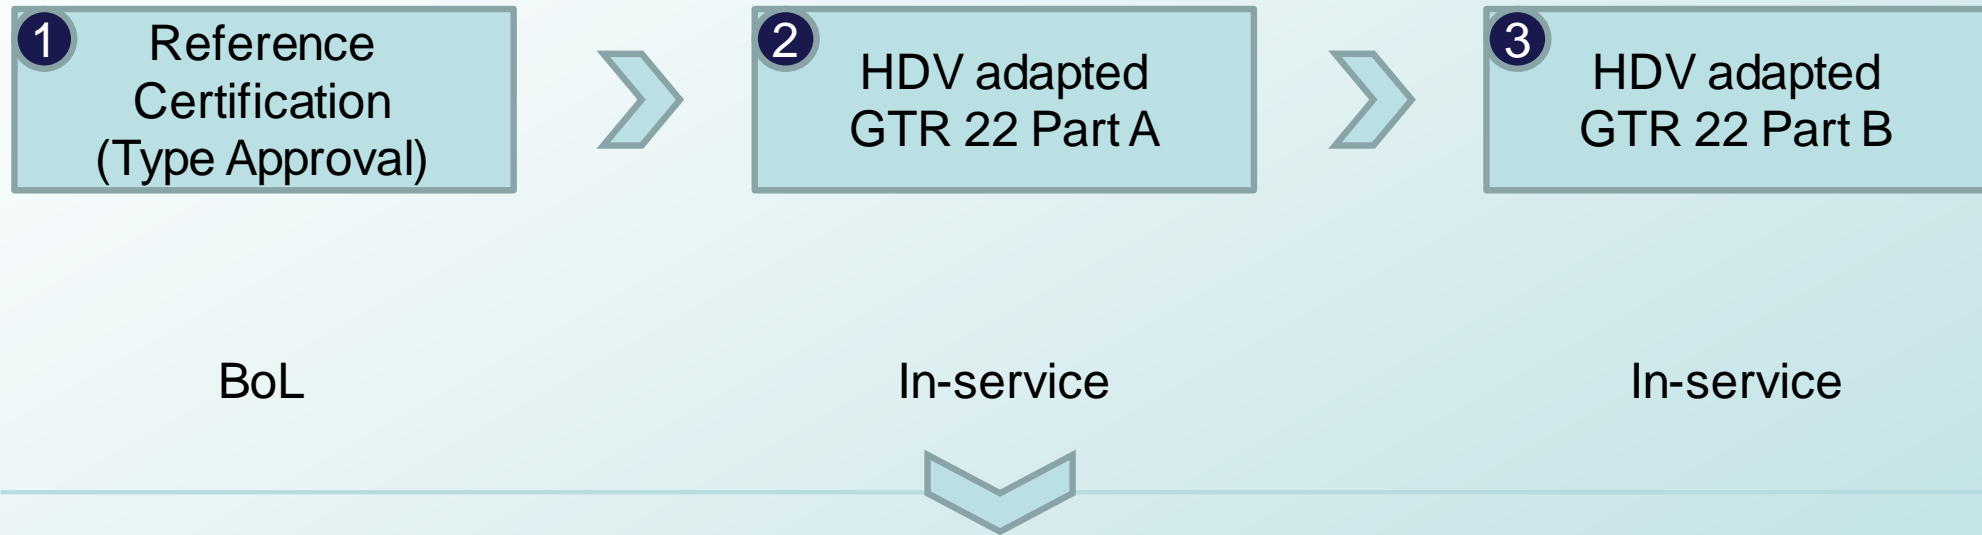 1
Reference
Certification
(Type Approval)
2
HDV adapted
GTR 22 Part A
3
HDV adapted
GTR 22 Part B
BoL
In-service
In-service